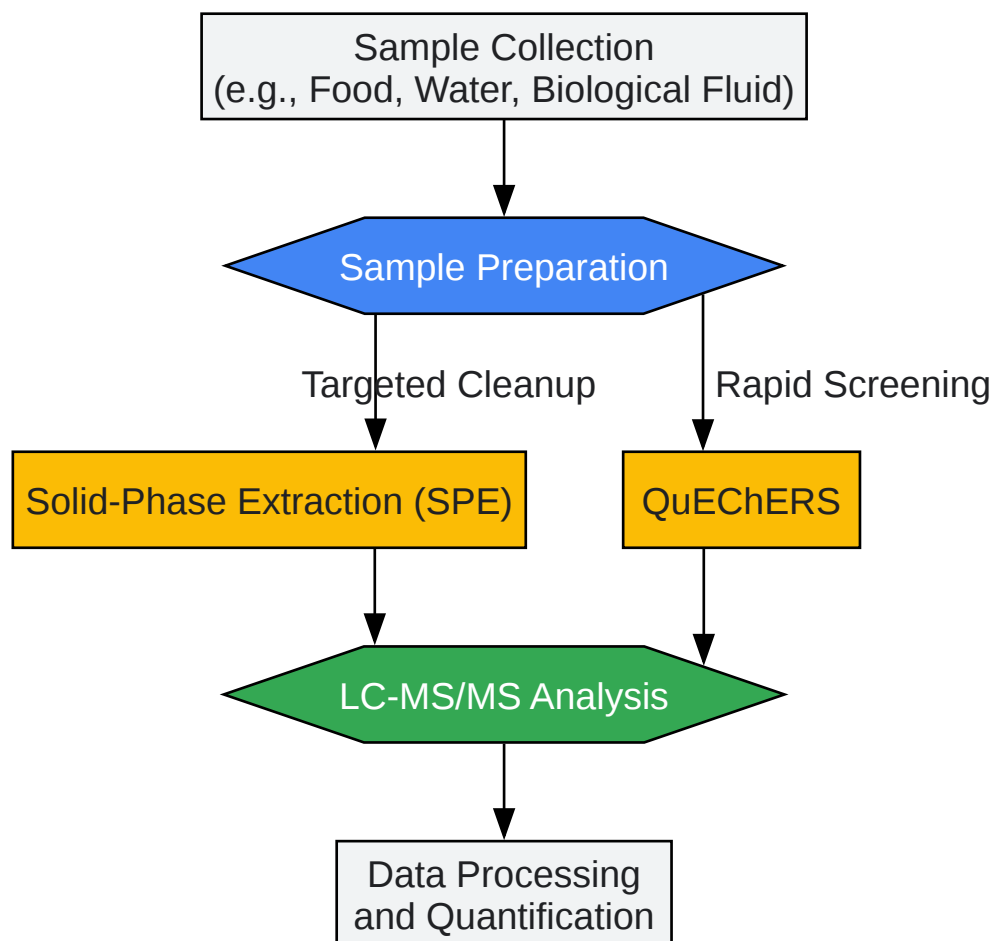 Sample Collection
(e.g., Food, Water, Biological Fluid)
Sample Preparation
Targeted Cleanup
Rapid Screening
Solid-Phase Extraction (SPE)
QuEChERS
LC-MS/MS Analysis
Data Processing
and Quantification